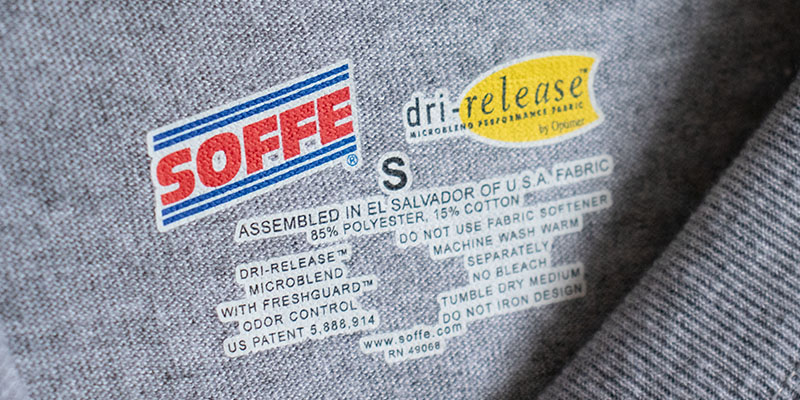 SOFFE®
dri-release™
MICROBLEND PERFORMANCE FABRIC
by Optimer
S
ASSEMBLED IN EL SALVADOR OF U.S.A. FABRIC
85% POLYESTER, 15% COTTON
DRI-RELEASE™
MICROBLEND
WITH FRESHGUARD™
ODOR CONTROL
US PATENT 5,888,914
DO NOT USE FABRIC SOFTENER
MACHINE WASH WARM
SEPARATELY
NO BLEACH
TUMBLE DRY MEDIUM
DO NOT IRON DESIGN
www.soffe.com
RN 49068